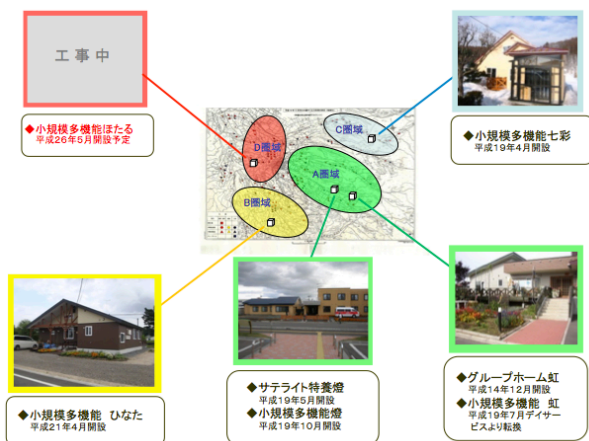 工事中
◆小規模多機能ほたる
平成26年5月開設予定
◆小規模多機能七彩
平成19年4月開設
C圏域
D圏域
A圏域
B圏域
◆小規模多機能 ひなた
平成21年4月開設
◆サテライト特養燈
平成19年5月開設
◆小規模多機能燈
平成19年10月開設
◆グループホーム虹
平成14年12月開設
◆小規模多機能 虹
平成19年7月デイサー
ビスより転換